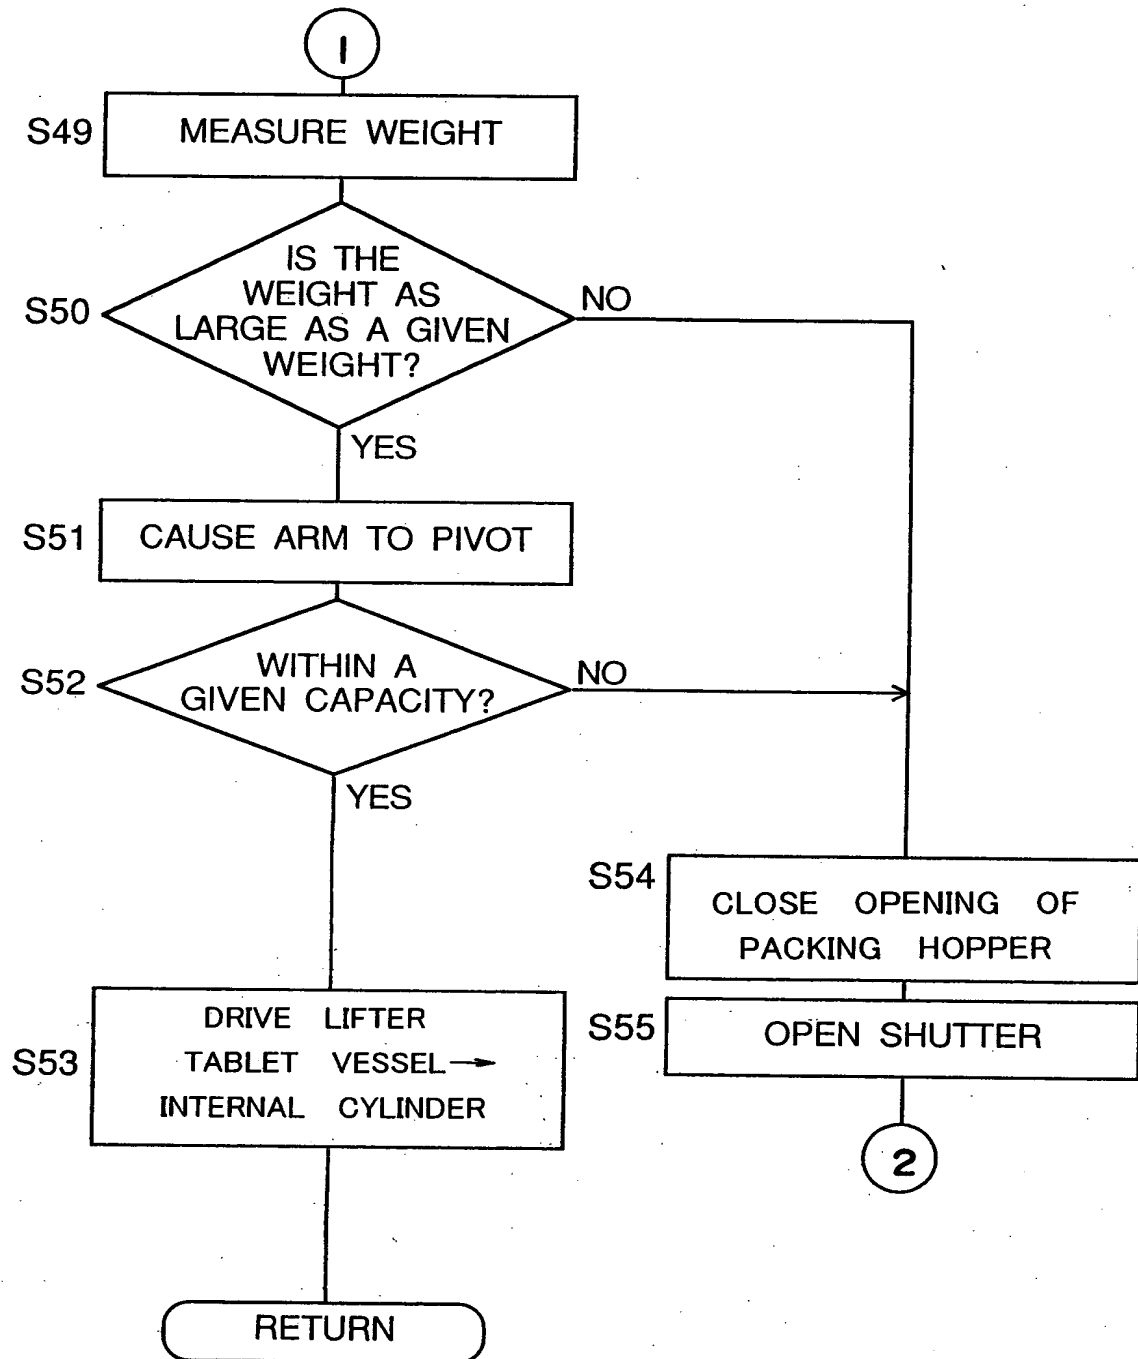 1
S49
MEASURE WEIGHT
IS THE
WEIGHT AS
LARGE AS A GIVEN
WEIGHT?
S50
NO
YES
S51
CAUSE ARM TO PIVOT
S52
WITHIN A
GIVEN CAPACITY?
NO
YES
S54
CLOSE OPENING OF
PACKING HOPPER
S53
DRIVE LIFTER
TABLET VESSEL→
INTERNAL CYLINDER
S55
OPEN SHUTTER
2
RETURN